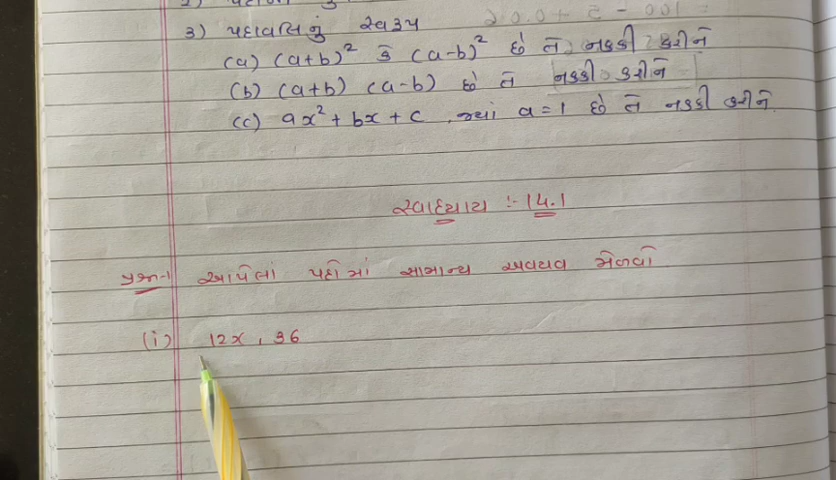 3) પદાવલિનું સ્વરૂપ
(a) (a+b)² કે (a-b)² છે તે નક્કી કરીને
(b) (a+b) (a-b) છે તે નક્કી કરીને
(c) ax² + bx + c , જ્યાં a = 1 છે તે નક્કી કરીને.
સ્વાધ્યાય :- 14.1
પ્રશ્ન-1 આપેલાં પદોમાં સામાન્ય અવયવ મેળવો
(i) 12x , 36